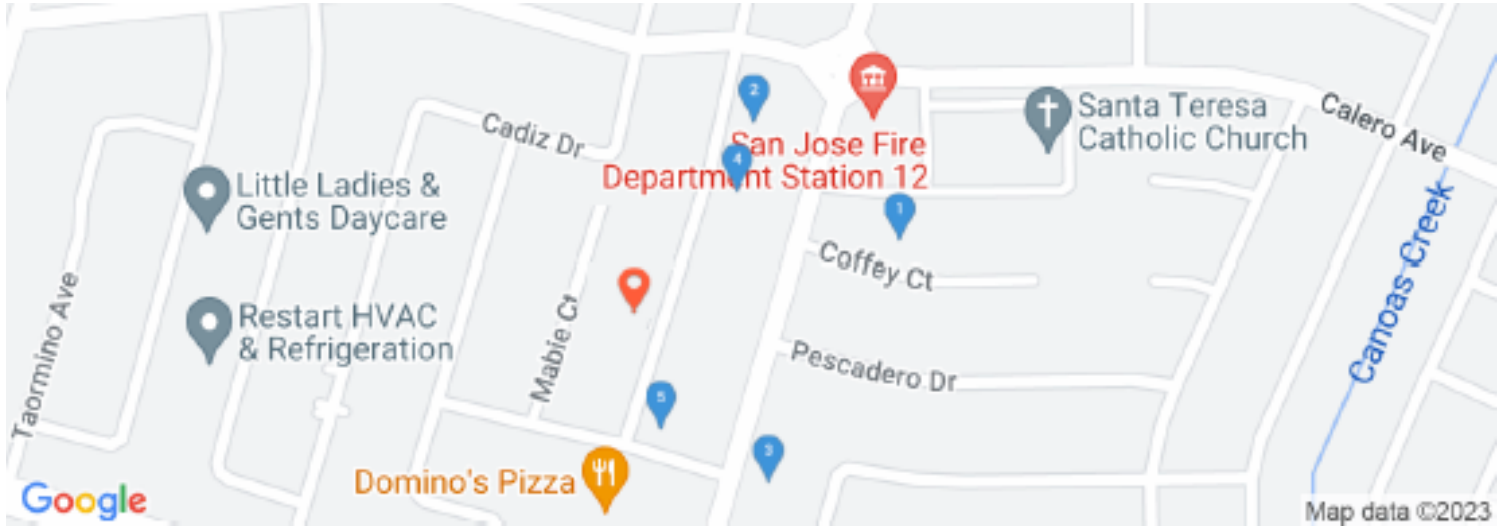 2
San Jose Fire
Department Station 12
4
Santa Teresa
Catholic Church
Calero Ave
Cadiz Dr
Little Ladies &
Gents Daycare
1
Coffey Ct
Canoas Creek
Taormino Ave
Restart HVAC
& Refrigeration
Mabie Ct
Pescadero Dr
5
3
Domino's Pizza
Google
Map data ©2023